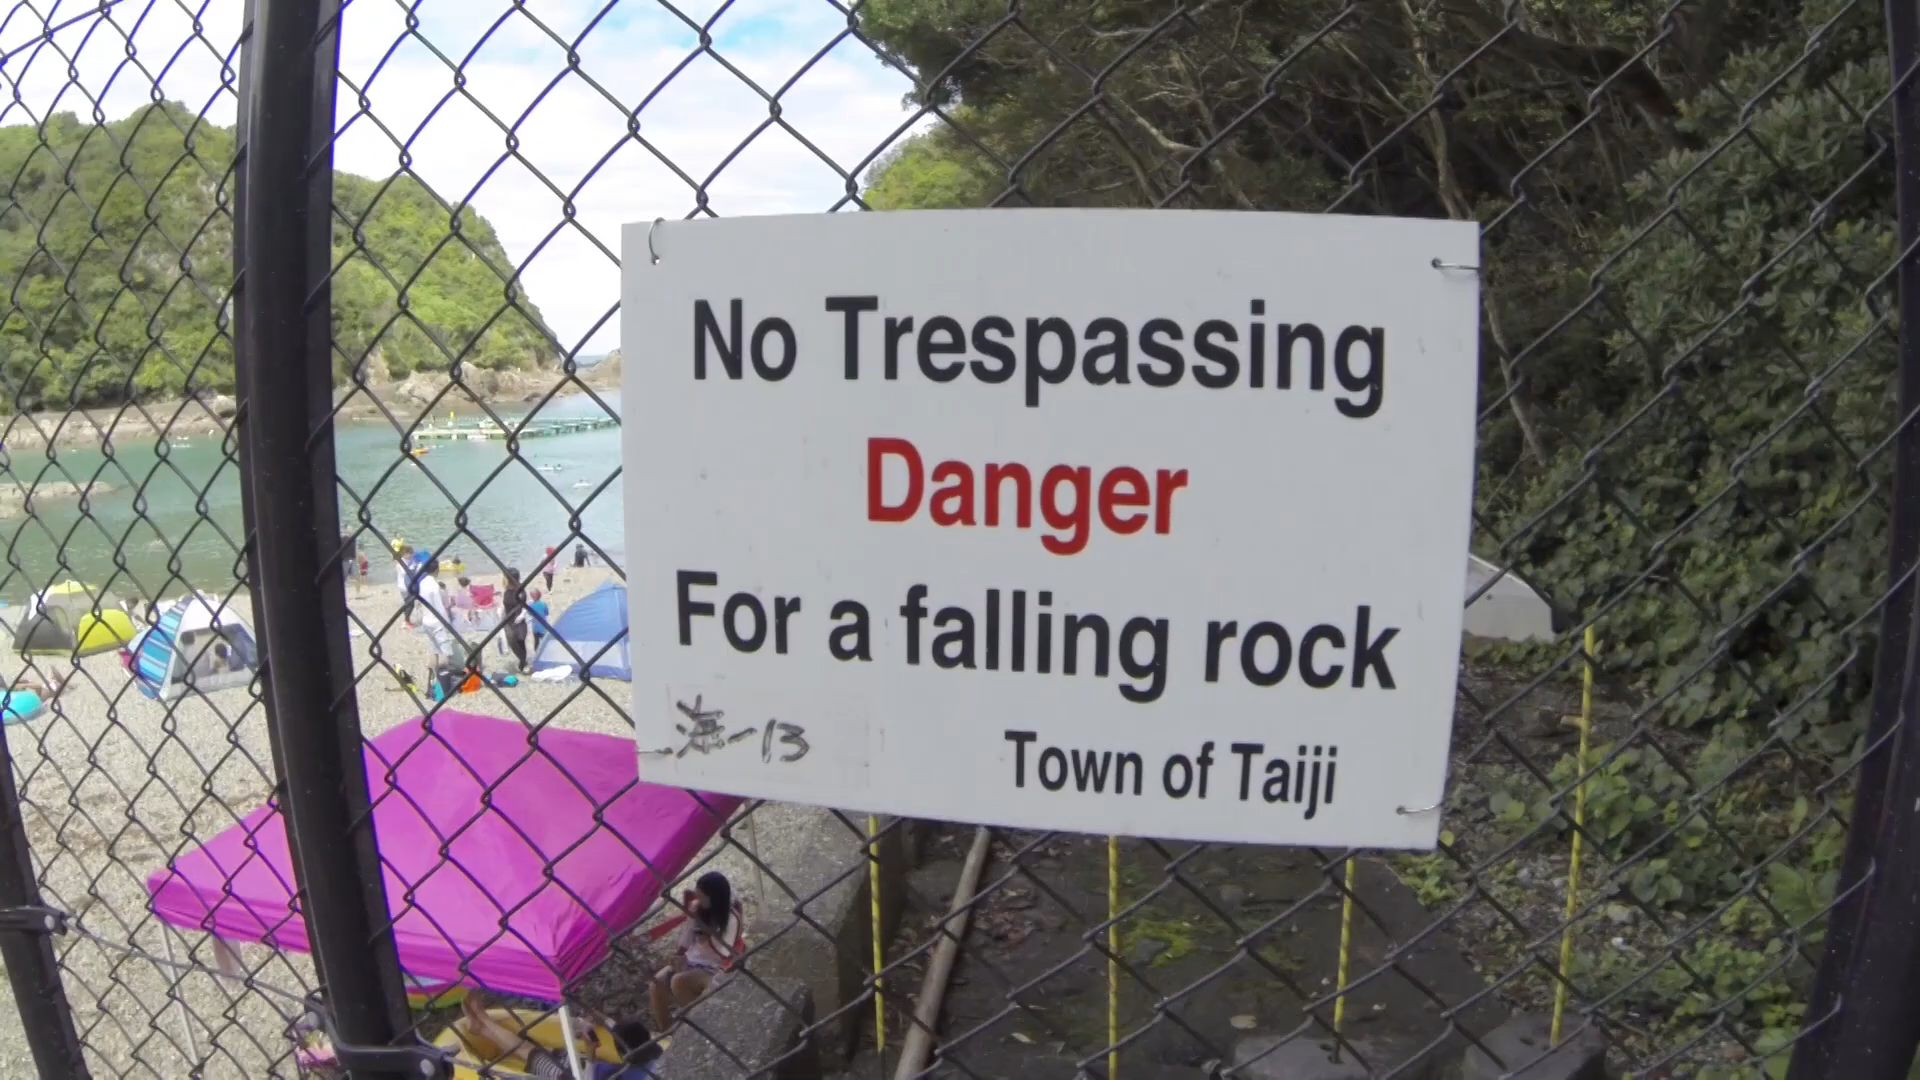 No Trespassing
Danger
For a falling rock
海-13
Town of Taiji